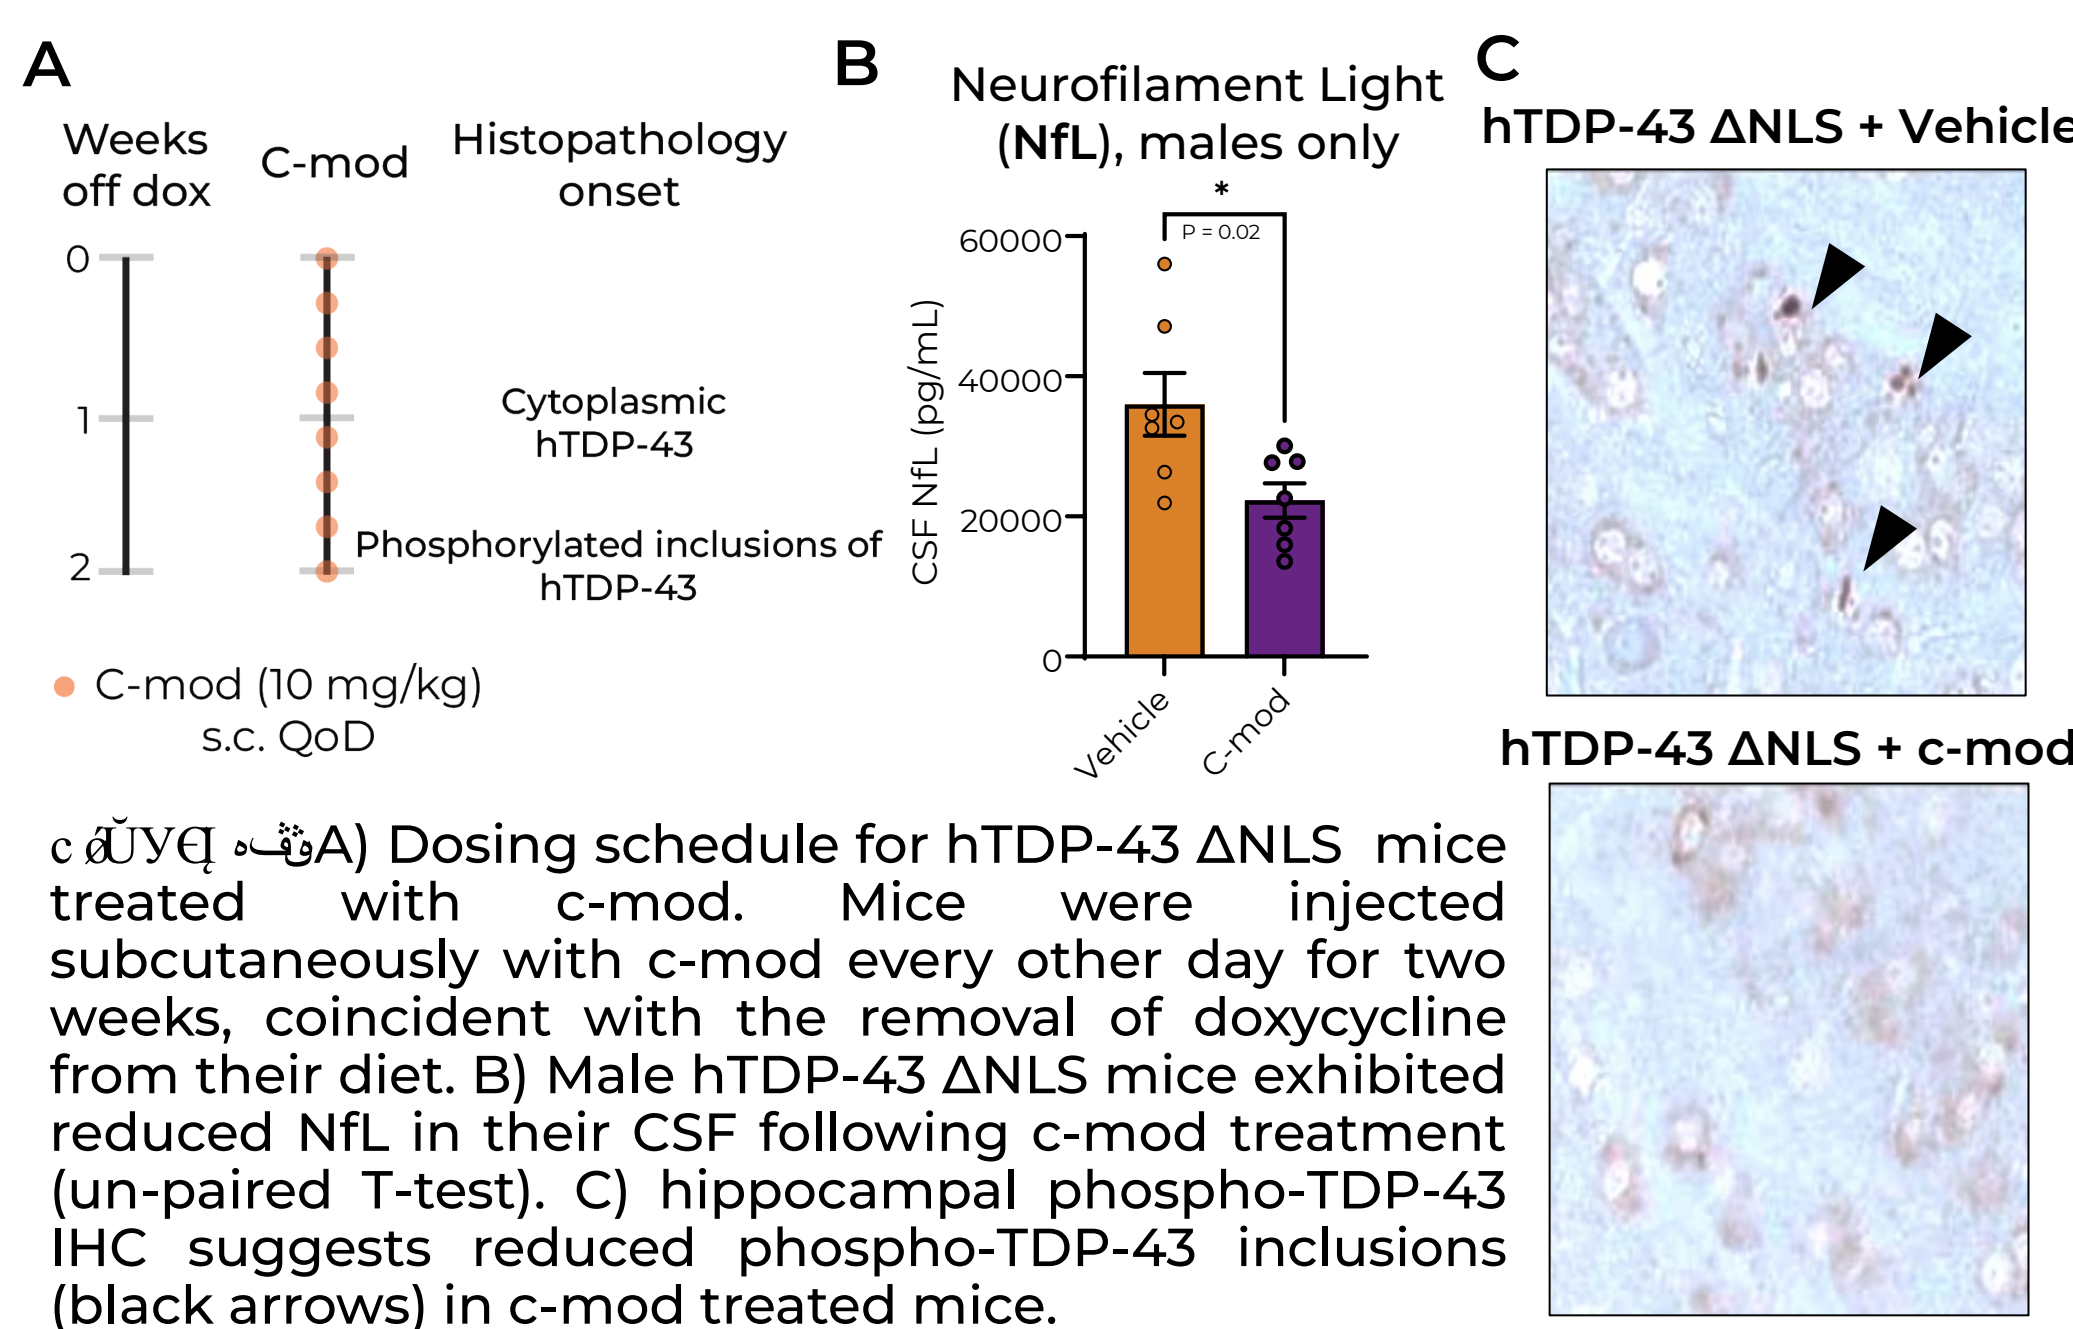 A
Weeks
off dox
C-mod
Histopathology
onset
0
1
2
Cytoplasmic
hTDP-43
Phosphorylated inclusions of
hTDP-43
C-mod (10 mg/kg)
s.c. QoD
B
Neurofilament Light
(NfL), males only
*
P = 0.02
CSF NfL (pg/mL)
60000
40000
20000
0
Vehicle
C-mod
C
hTDP-43 ΔNLS + Vehicle
hTDP-43 ΔNLS + c-mod
A) Dosing schedule for hTDP-43 ΔNLS mice
treated with c-mod. Mice were injected
subcutaneously with c-mod every other day for two
weeks, coincident with the removal of doxycycline
from their diet. B) Male hTDP-43 ΔNLS mice exhibited
reduced NfL in their CSF following c-mod treatment
(un-paired T-test). C) hippocampal phospho-TDP-43
IHC suggests reduced phospho-TDP-43 inclusions
(black arrows) in c-mod treated mice.